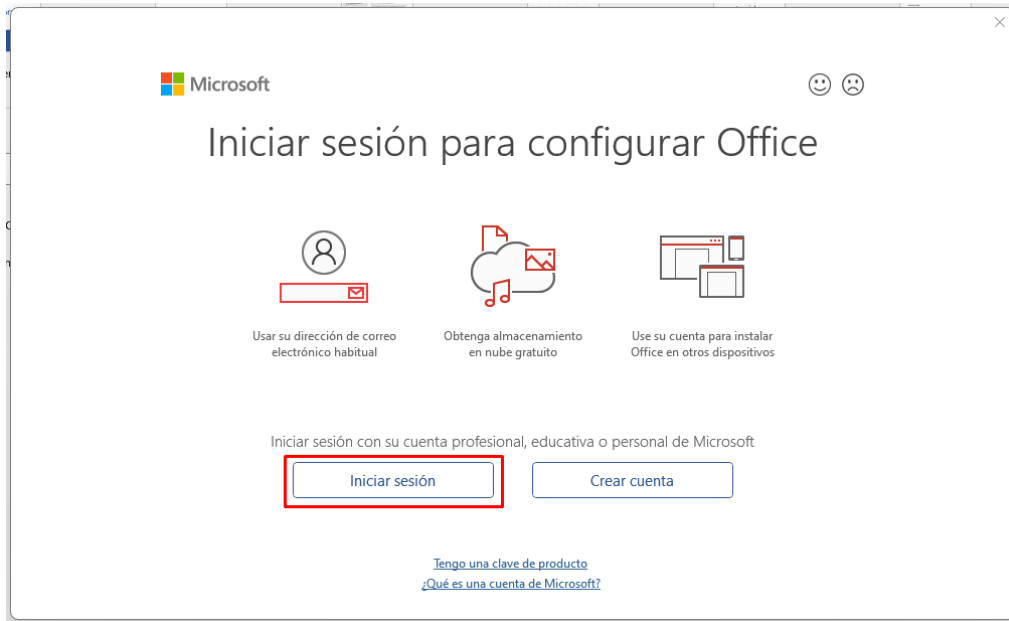 Microsoft
Iniciar sesión para configurar Office
Usar su dirección de correo
electrónico habitual
Obtenga almacenamiento
en nube gratuito
Use su cuenta para instalar
Office en otros dispositivos
Iniciar sesión con su cuenta profesional, educativa o personal de Microsoft
Iniciar sesión
Crear cuenta
Tengo una clave de producto
¿Qué es una cuenta de Microsoft?